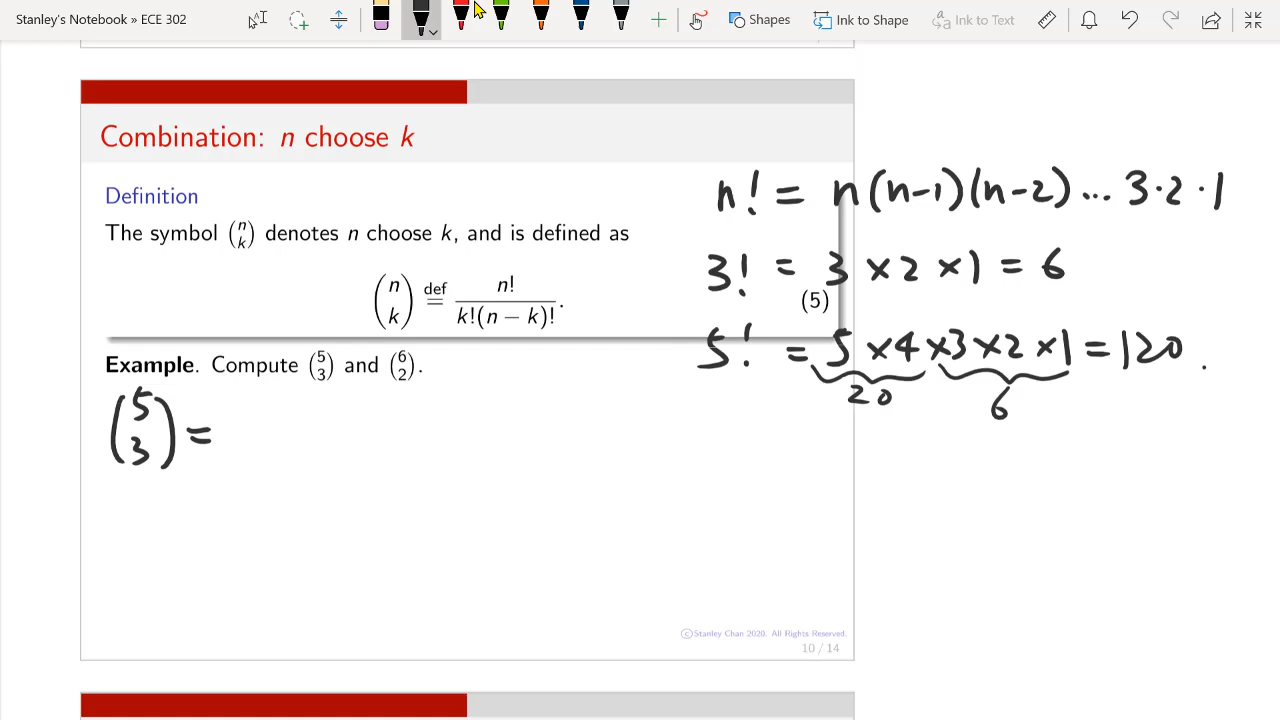 Stanley's Notebook » ECE 302
Shapes
Ink to Shape
Ink to Text
Combination: n choose k
Definition
The symbol (n k) denotes n choose k, and is defined as
(n k) def= n! / k!(n − k)!.
(5)
n! = n(n-1)(n-2)... 3·2·1
3! = 3 × 2 × 1 = 6
5! = 5 × 4 × 3 × 2 × 1 = 120.
20 6
Example. Compute (5 3) and (6 2).
(5 3) =
©Stanley Chan 2020. All Rights Reserved.
10 / 14